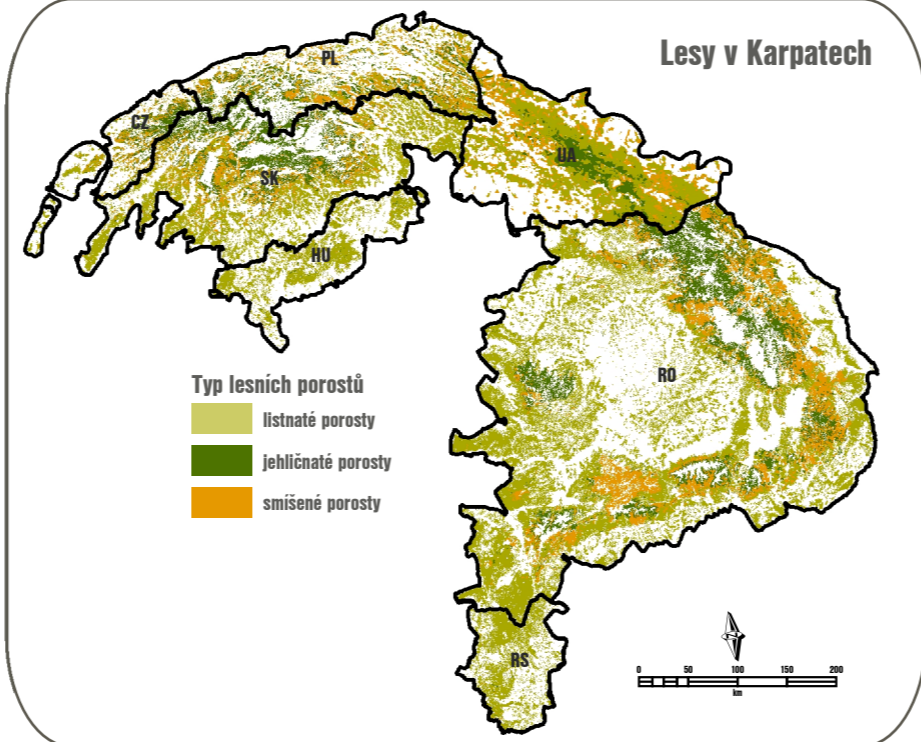 Lesy v Karpatech
PL
CZ
UA
SK
HU
RO
Typ lesních porostů
listnaté porosty
jehličnaté porosty
smíšené porosty
RS
0 50 100 150 200
km